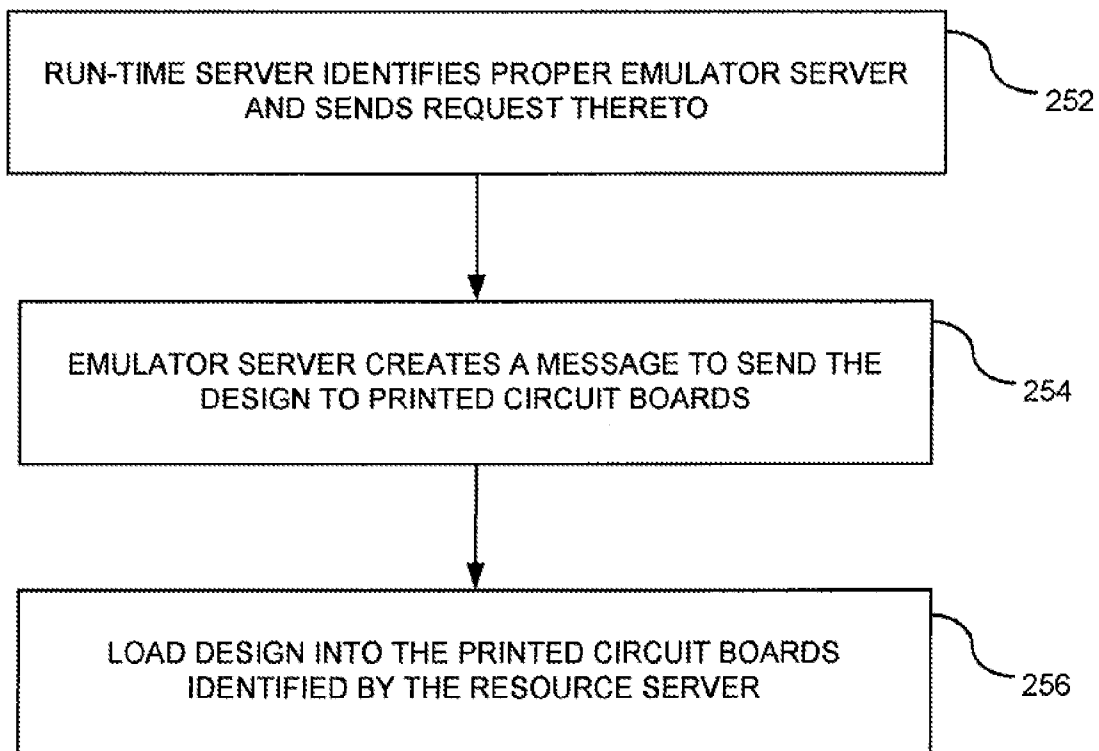 RUN-TIME SERVER IDENTIFIES PROPER EMULATOR SERVER
AND SENDS REQUEST THERETO
252
EMULATOR SERVER CREATES A MESSAGE TO SEND THE
DESIGN TO PRINTED CIRCUIT BOARDS
254
LOAD DESIGN INTO THE PRINTED CIRCUIT BOARDS
IDENTIFIED BY THE RESOURCE SERVER
256